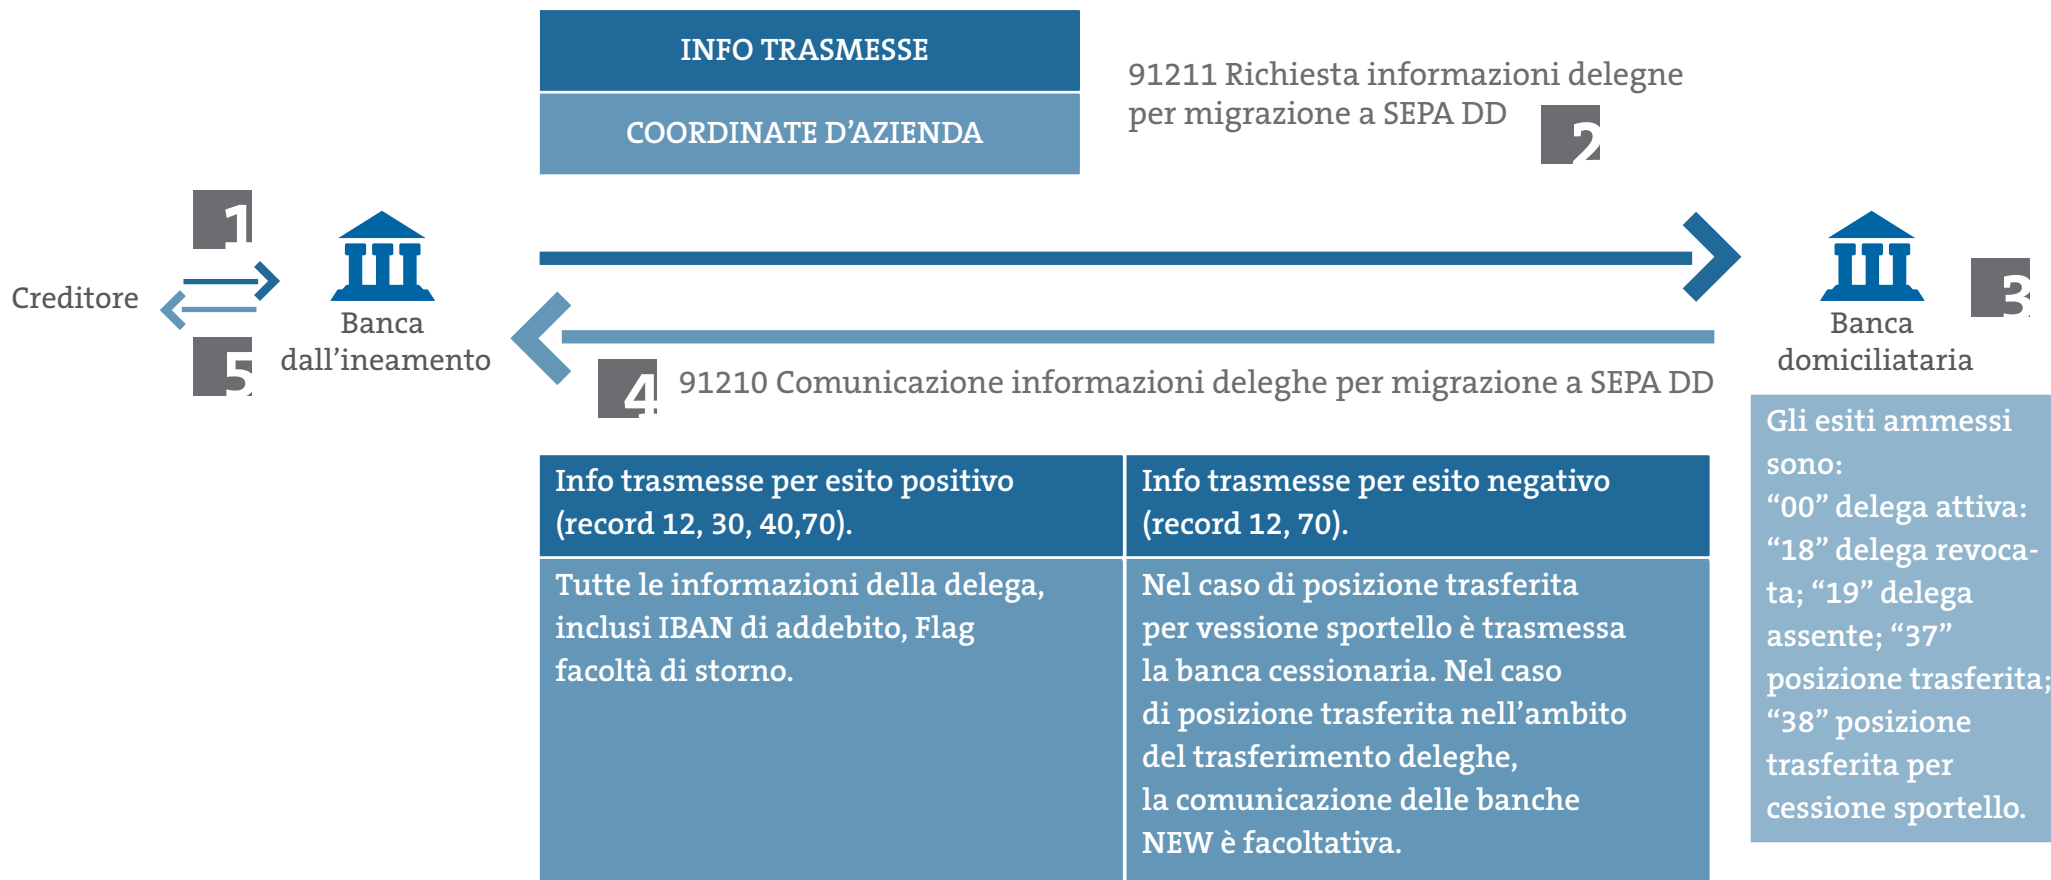 INFO TRASMESSE
COORDINATE D’AZIENDA
91211 Richiesta informazioni delegne
per migrazione a SEPA DD
2
1
Creditore
5
Banca
dall’ineamento
4
91210 Comunicazione informazioni deleghe per migrazione a SEPA DD
Banca
domiciliataria
3
Info trasmesse per esito positivo
(record 12, 30, 40,70).
Tutte le informazioni della delega,
inclusi IBAN di addebito, Flag
facoltà di storno.
Info trasmesse per esito negativo
(record 12, 70).
Nel caso di posizione trasferita
per vessione sportello è trasmessa
la banca cessionaria. Nel caso
di posizione trasferita nell’ambito
del trasferimento deleghe,
la comunicazione delle banche
NEW è facoltativa.
Gli esiti ammessi
sono:
“00” delega attiva:
“18” delega revoca-
ta; “19” delega
assente; “37”
posizione trasferita;
“38” posizione
trasferita per
cessione sportello.